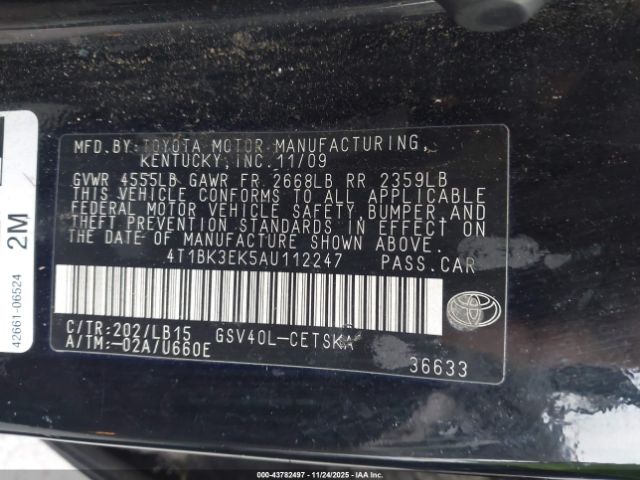 MFD.BY:TOYOTA MOTOR MANUFACTURING,
KENTUCKY,INC.11/09
GVWR 4555LB GAWR FR 2668LB RR 2359LB
THIS VEHICLE CONFORMS TO ALL APPLICABLE
FEDERAL MOTOR VEHICLE SAFETY,BUMPER,AND
THEFT PREVENTION STANDARDS IN EFFECT ON
THE DATE OF MANUFACTURE SHOWN ABOVE.
4T1BK3EK5AU112247 PASS.CAR
C/TR:202/LB15 GSV40L-CETSKA
A/TM:-02A/U660E
36633
42661-06524 2M
000-43782497 - 11/24/2025 - IAA Inc.